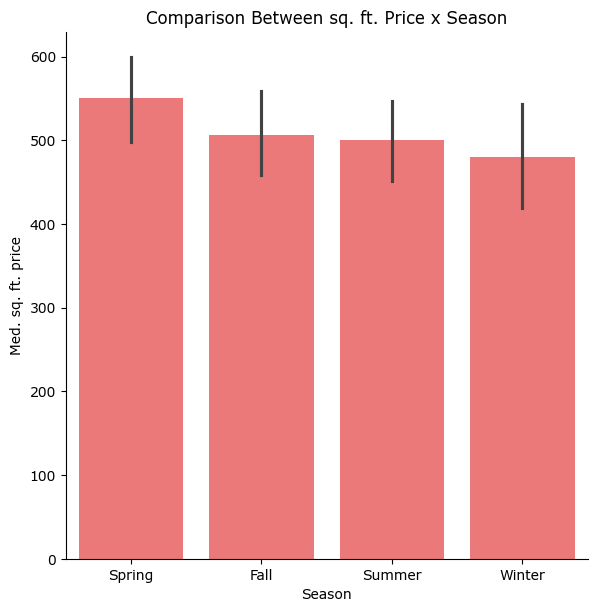 Comparison Between sq. ft. Price x Season
Med. sq. ft. price
600
500
400
300
200
100
0
Spring Fall Summer Winter
Season